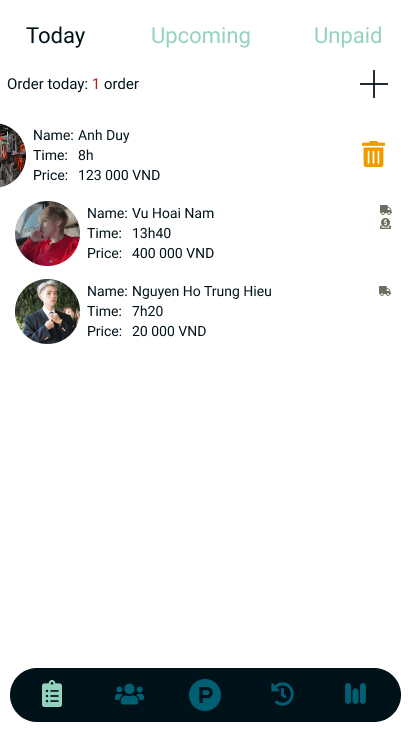 Today Upcoming Unpaid
Order today: 1 order
Name: Anh Duy
Time: 8h
Price: 123 000 VND
Name: Vu Hoai Nam
Time: 13h40
Price: 400 000 VND
Name: Nguyen Ho Trung Hieu
Time: 7h20
Price: 20 000 VND
P